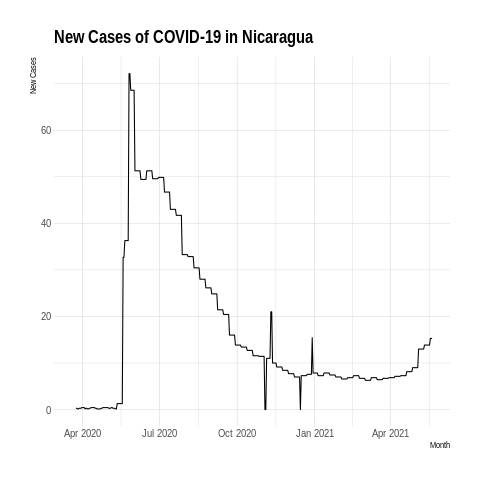 New Cases of COVID-19 in Nicaragua
New Cases
60
40
20
0
Apr 2020 Jul 2020 Oct 2020 Jan 2021 Apr 2021
Month